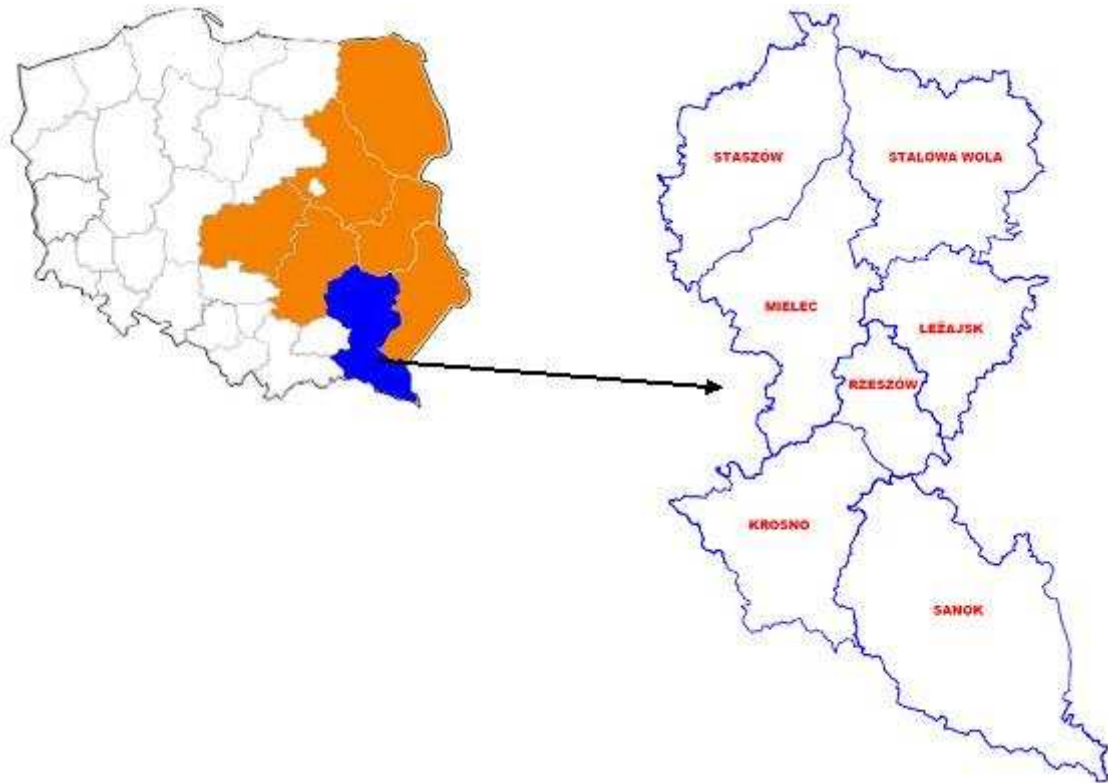 STASZÓW
STALOWA WOLA
MIELEC
LEŻAJSK
RZESZÓW
KROSNO
SANOK